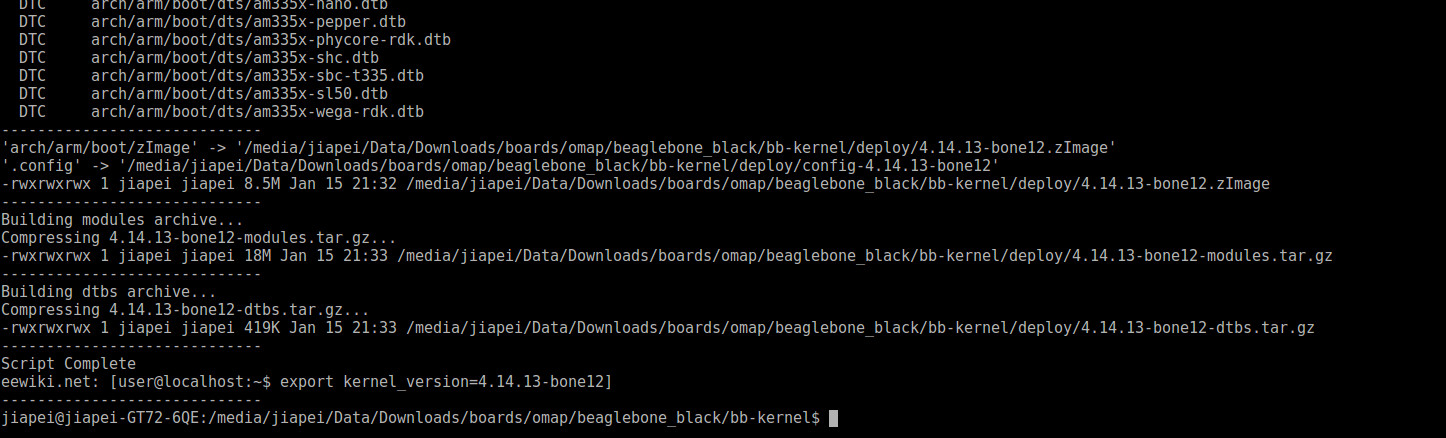 DTC     arch/arm/boot/dts/am335x-nano.dtb
DTC     arch/arm/boot/dts/am335x-pepper.dtb
DTC     arch/arm/boot/dts/am335x-phycore-rdk.dtb
DTC     arch/arm/boot/dts/am335x-shc.dtb
DTC     arch/arm/boot/dts/am335x-sbc-t335.dtb
DTC     arch/arm/boot/dts/am335x-sl50.dtb
DTC     arch/arm/boot/dts/am335x-wega-rdk.dtb
-----------------------------
'arch/arm/boot/zImage' -> '/media/jiapei/Data/Downloads/boards/omap/beaglebone_black/bb-kernel/deploy/4.14.13-bone12.zImage'
'.config' -> '/media/jiapei/Data/Downloads/boards/omap/beaglebone_black/bb-kernel/deploy/config-4.14.13-bone12'
-rwxrwxrwx 1 jiapei jiapei 8.5M Jan 15 21:32 /media/jiapei/Data/Downloads/boards/omap/beaglebone_black/bb-kernel/deploy/4.14.13-bone12.zImage
-----------------------------
Building modules archive...
Compressing 4.14.13-bone12-modules.tar.gz...
-rwxrwxrwx 1 jiapei jiapei 18M Jan 15 21:33 /media/jiapei/Data/Downloads/boards/omap/beaglebone_black/bb-kernel/deploy/4.14.13-bone12-modules.tar.gz
-----------------------------
Building dtbs archive...
Compressing 4.14.13-bone12-dtbs.tar.gz...
-rwxrwxrwx 1 jiapei jiapei 419K Jan 15 21:33 /media/jiapei/Data/Downloads/boards/omap/beaglebone_black/bb-kernel/deploy/4.14.13-bone12-dtbs.tar.gz
-----------------------------
Script Complete
eewiki.net: [user@localhost:~$ export kernel_version=4.14.13-bone12]
-----------------------------
jiapei@jiapei-GT72-6QE:/media/jiapei/Data/Downloads/boards/omap/beaglebone_black/bb-kernel$